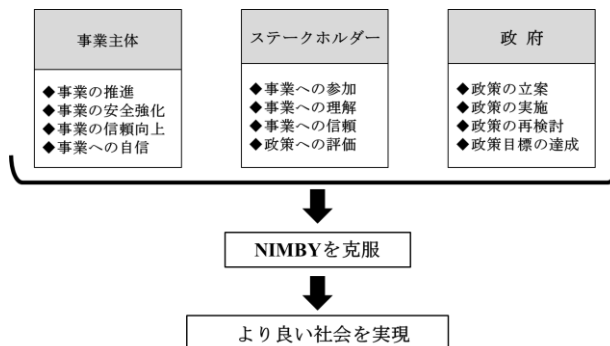 事業主体
◆事業の推進
◆事業の安全強化
◆事業の信頼向上
◆事業への自信
ステークホルダー
◆事業への参加
◆事業への理解
◆事業への信頼
◆政策への評価
政 府
◆政策の立案
◆政策の実施
◆政策の再検討
◆政策目標の達成
NIMBYを克服
より良い社会を実現